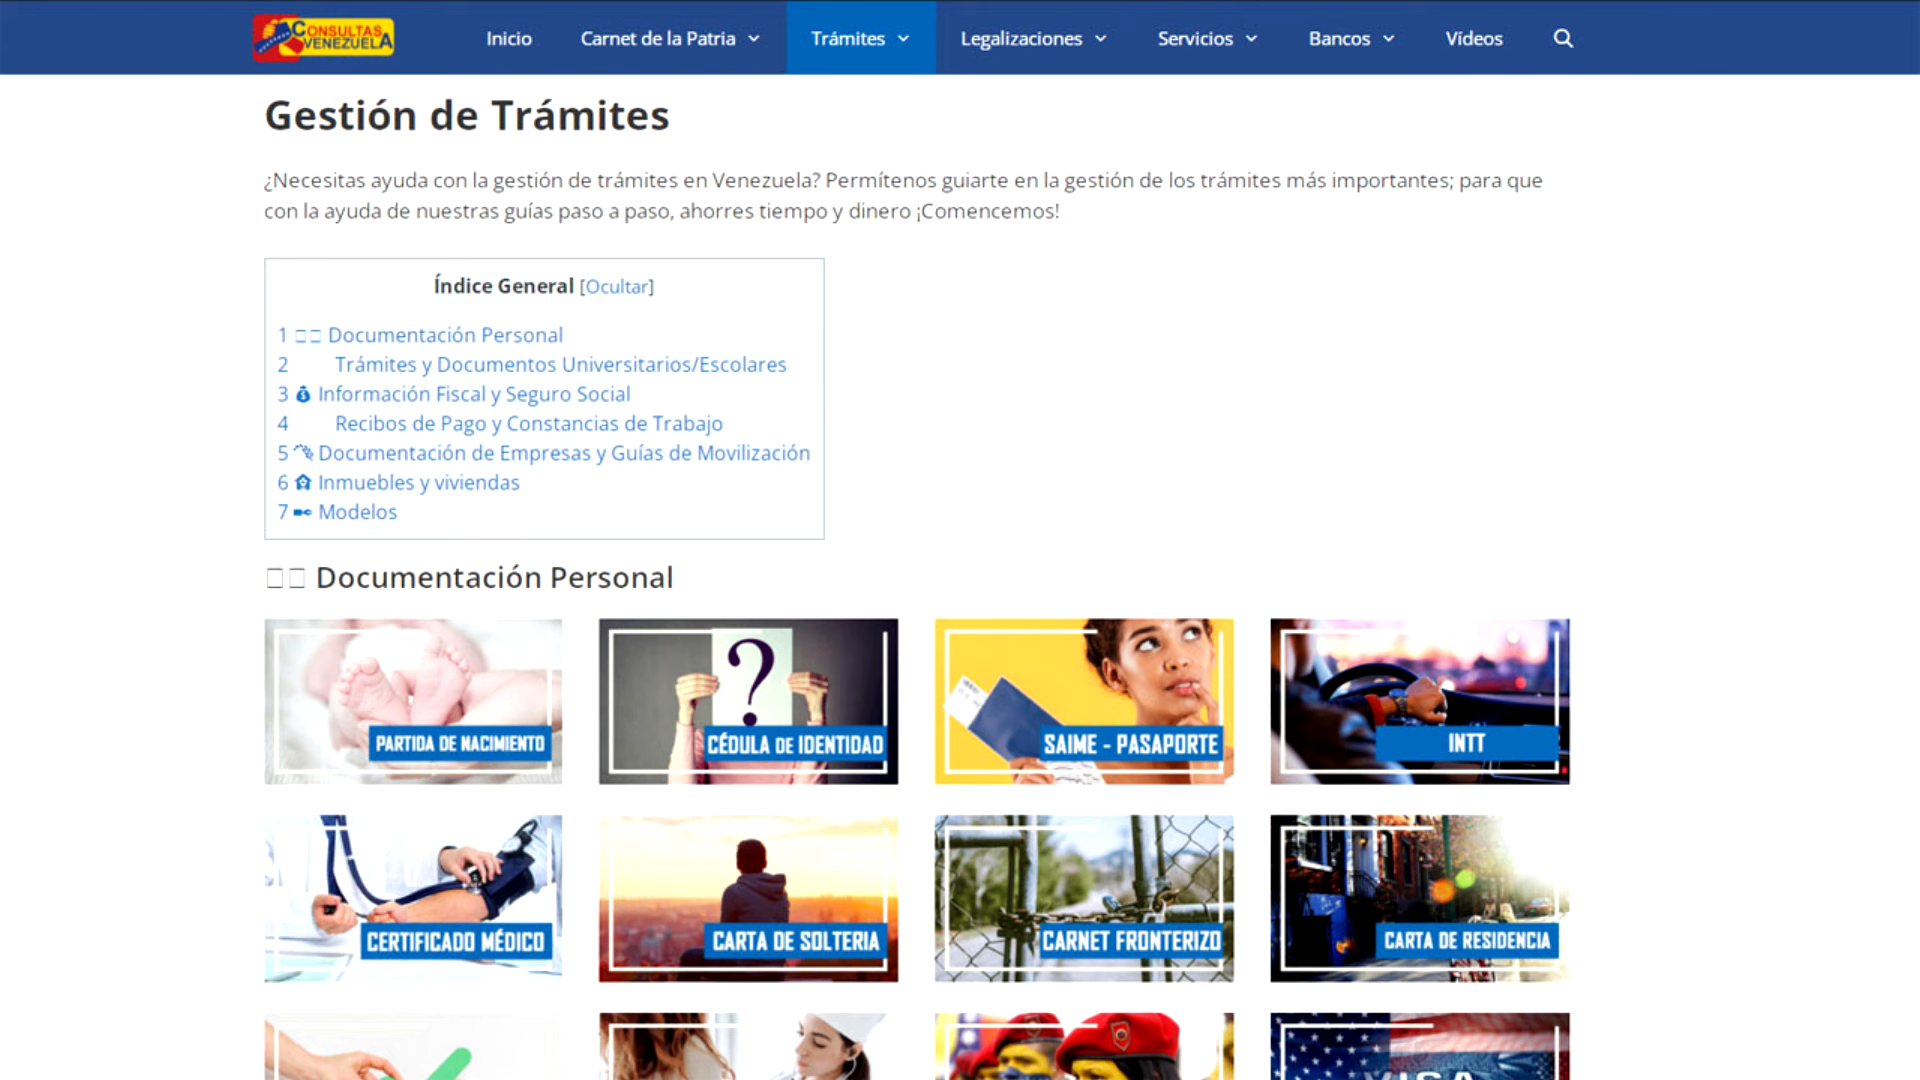 CONSULTAS
VENEZUELA
Inicio
Carnet de la Patria
Trámites
Legalizaciones
Servicios
Bancos
Vídeos
Gestión de Trámites
¿Necesitas ayuda con la gestión de trámites en Venezuela? Permítenos guiarte en la gestión de los trámites más importantes; para que
con la ayuda de nuestras guías paso a paso, ahorres tiempo y dinero ¡Comencemos!
Índice General [Ocultar]
1 Documentación Personal
2 Trámites y Documentos Universitarios/Escolares
3 Información Fiscal y Seguro Social
4 Recibos de Pago y Constancias de Trabajo
5 Documentación de Empresas y Guías de Movilización
6 Inmuebles y viviendas
7 Modelos
Documentación Personal
PARTIDA DE NACIMIENTO
?
CÉDULA DE IDENTIDAD
SAIME - PASAPORTE
INTT
CERTIFICADO MÉDICO
CARTA DE SOLTERIA
CARNET FRONTERIZO
CARTA DE RESIDENCIA
VISA